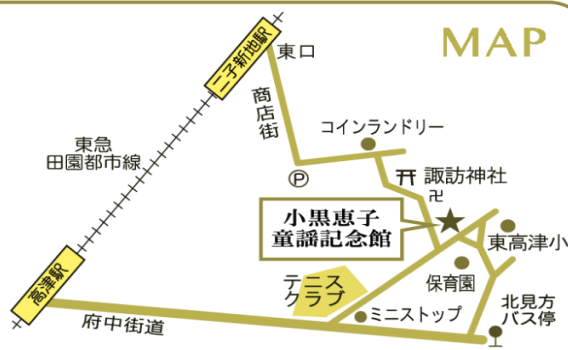 MAP
二子新地駅
東口
商店街
コインランドリー
東急
田園都市線
P
諏訪神社
小黒恵子
童謡記念館
東高津小
高津駅
テニス
クラブ
保育園
北見方
バス停
府中街道
ミニストップ